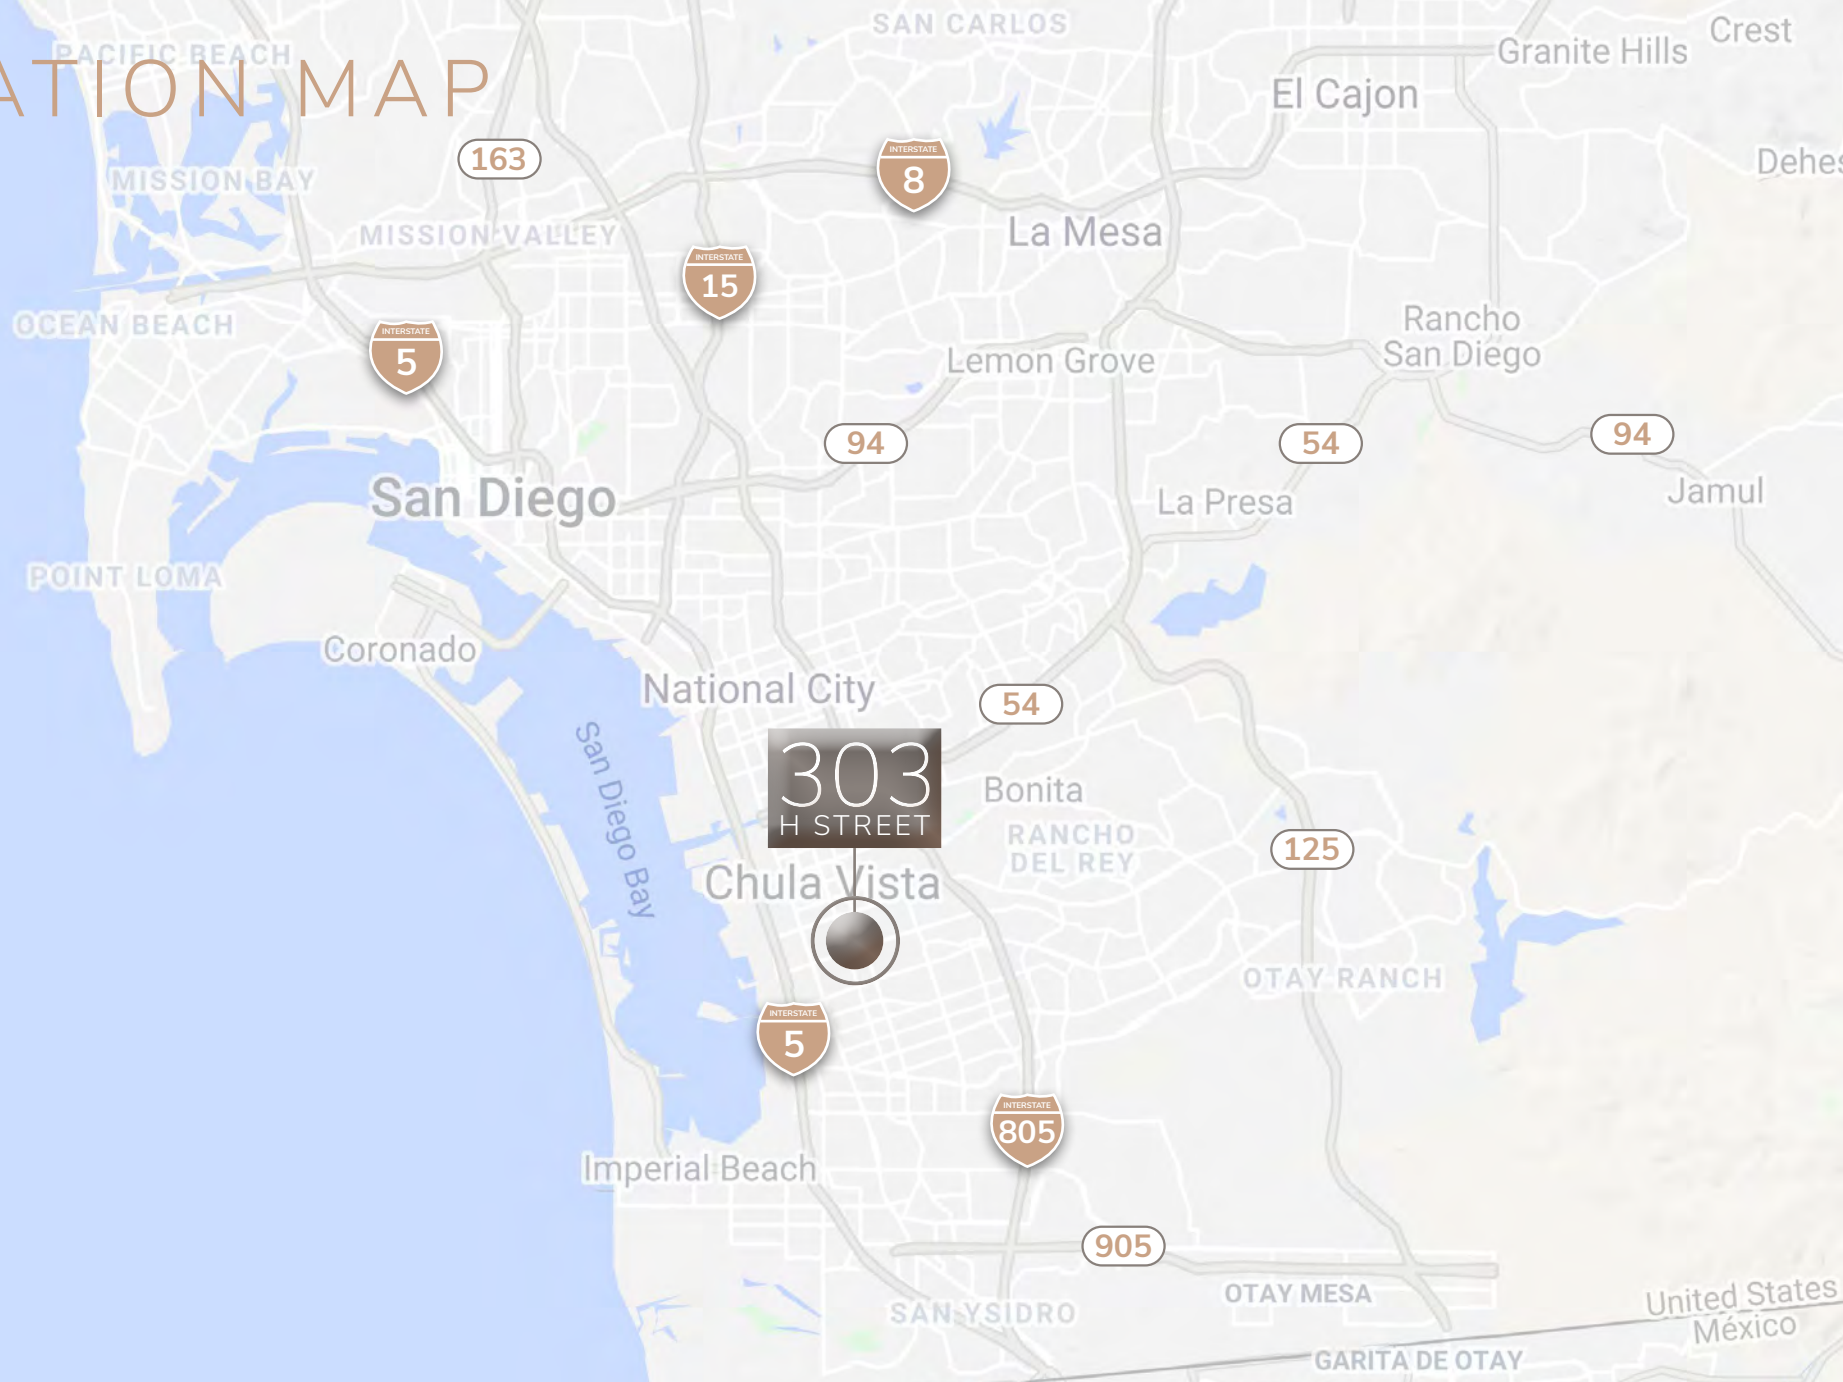 SAN CARLOS
Crest
Granite Hills
PACIFIC BEACH
ATION MAP
El Cajon
163
INTERSTATE
8
Dehes
MISSION BAY
MISSION VALLEY
La Mesa
INTERSTATE
15
OCEAN BEACH
INTERSTATE
5
Rancho
San Diego
Lemon Grove
94
54
94
San Diego
La Presa
Jamul
POINT LOMA
Coronado
National City
54
San Diego Bay
303
H STREET
Bonita
RANCHO
DEL REY
125
Chula Vista
OTAY RANCH
INTERSTATE
5
INTERSTATE
805
Imperial Beach
905
OTAY MESA
SAN YSIDRO
United States
México
GARITA DE OTAY